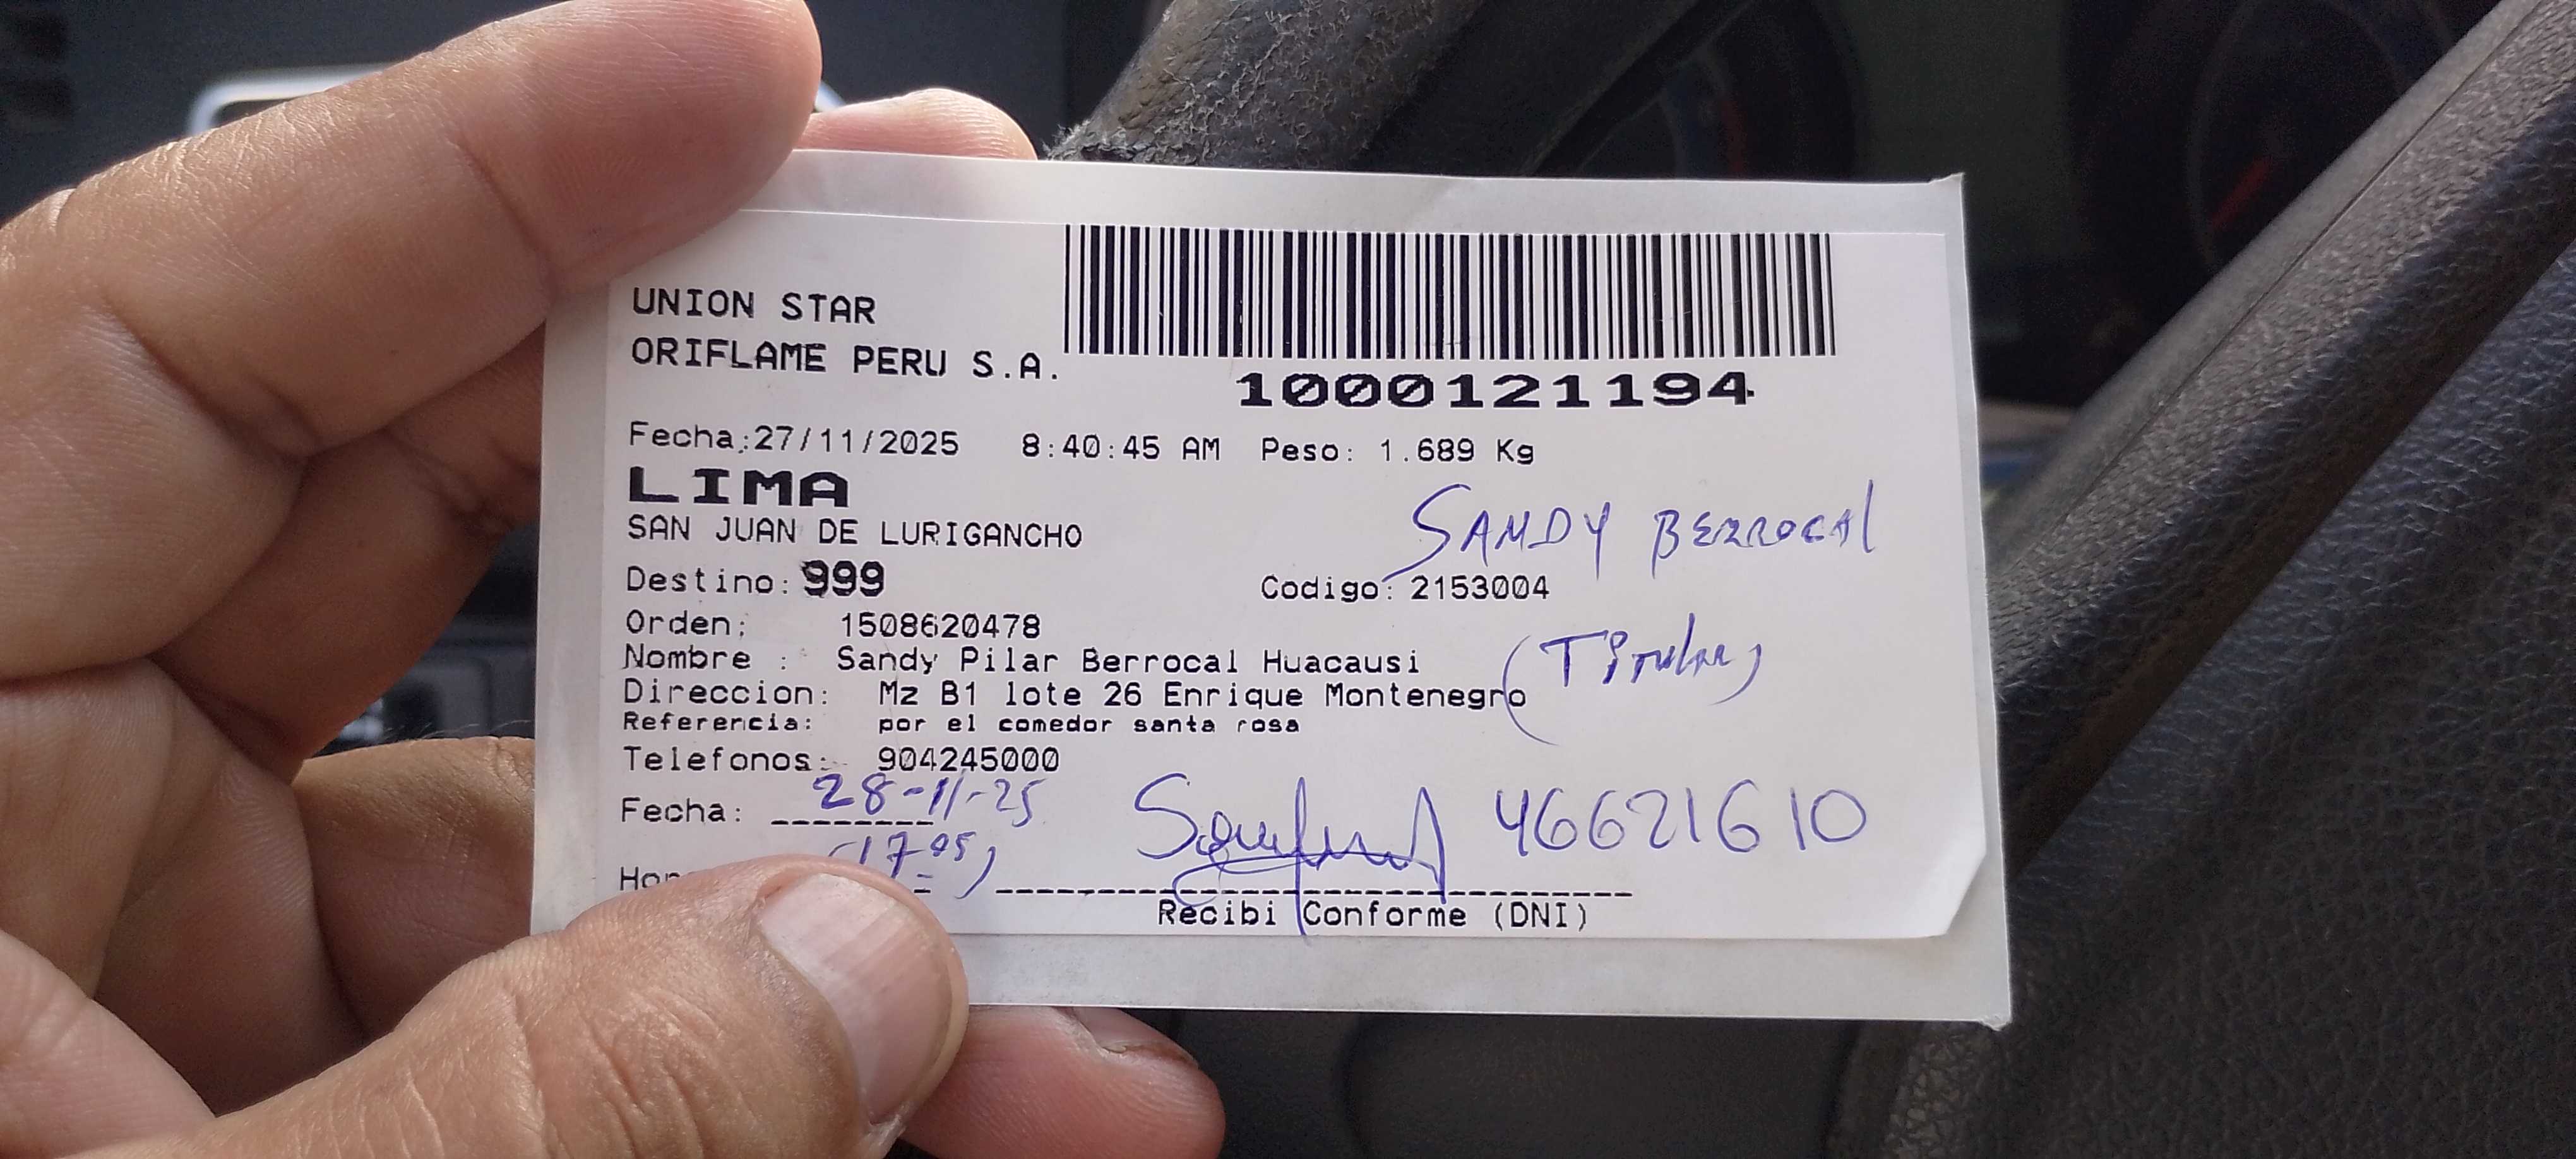 UNION STAR
ORIFLAME PERU S.A.
1000121194
Fecha:27/11/2025 8:40:45 AM Peso: 1.689 Kg
LIMA
SAN JUAN DE LURIGANCHO
SANDY BERROCAL
Destino: 999 Codigo: 2153004
Orden: 1508620478
(Titular)
Nombre : Sandy Pilar Berrocal Huacausi
Direccion: Mz B1 lote 26 Enrique Montenegro
Referencia: por el comedor santa rosa
Telefonos: 904245000
Fecha: 28-11-25
46621610
(17:05)
Recibi Conforme (DNI)